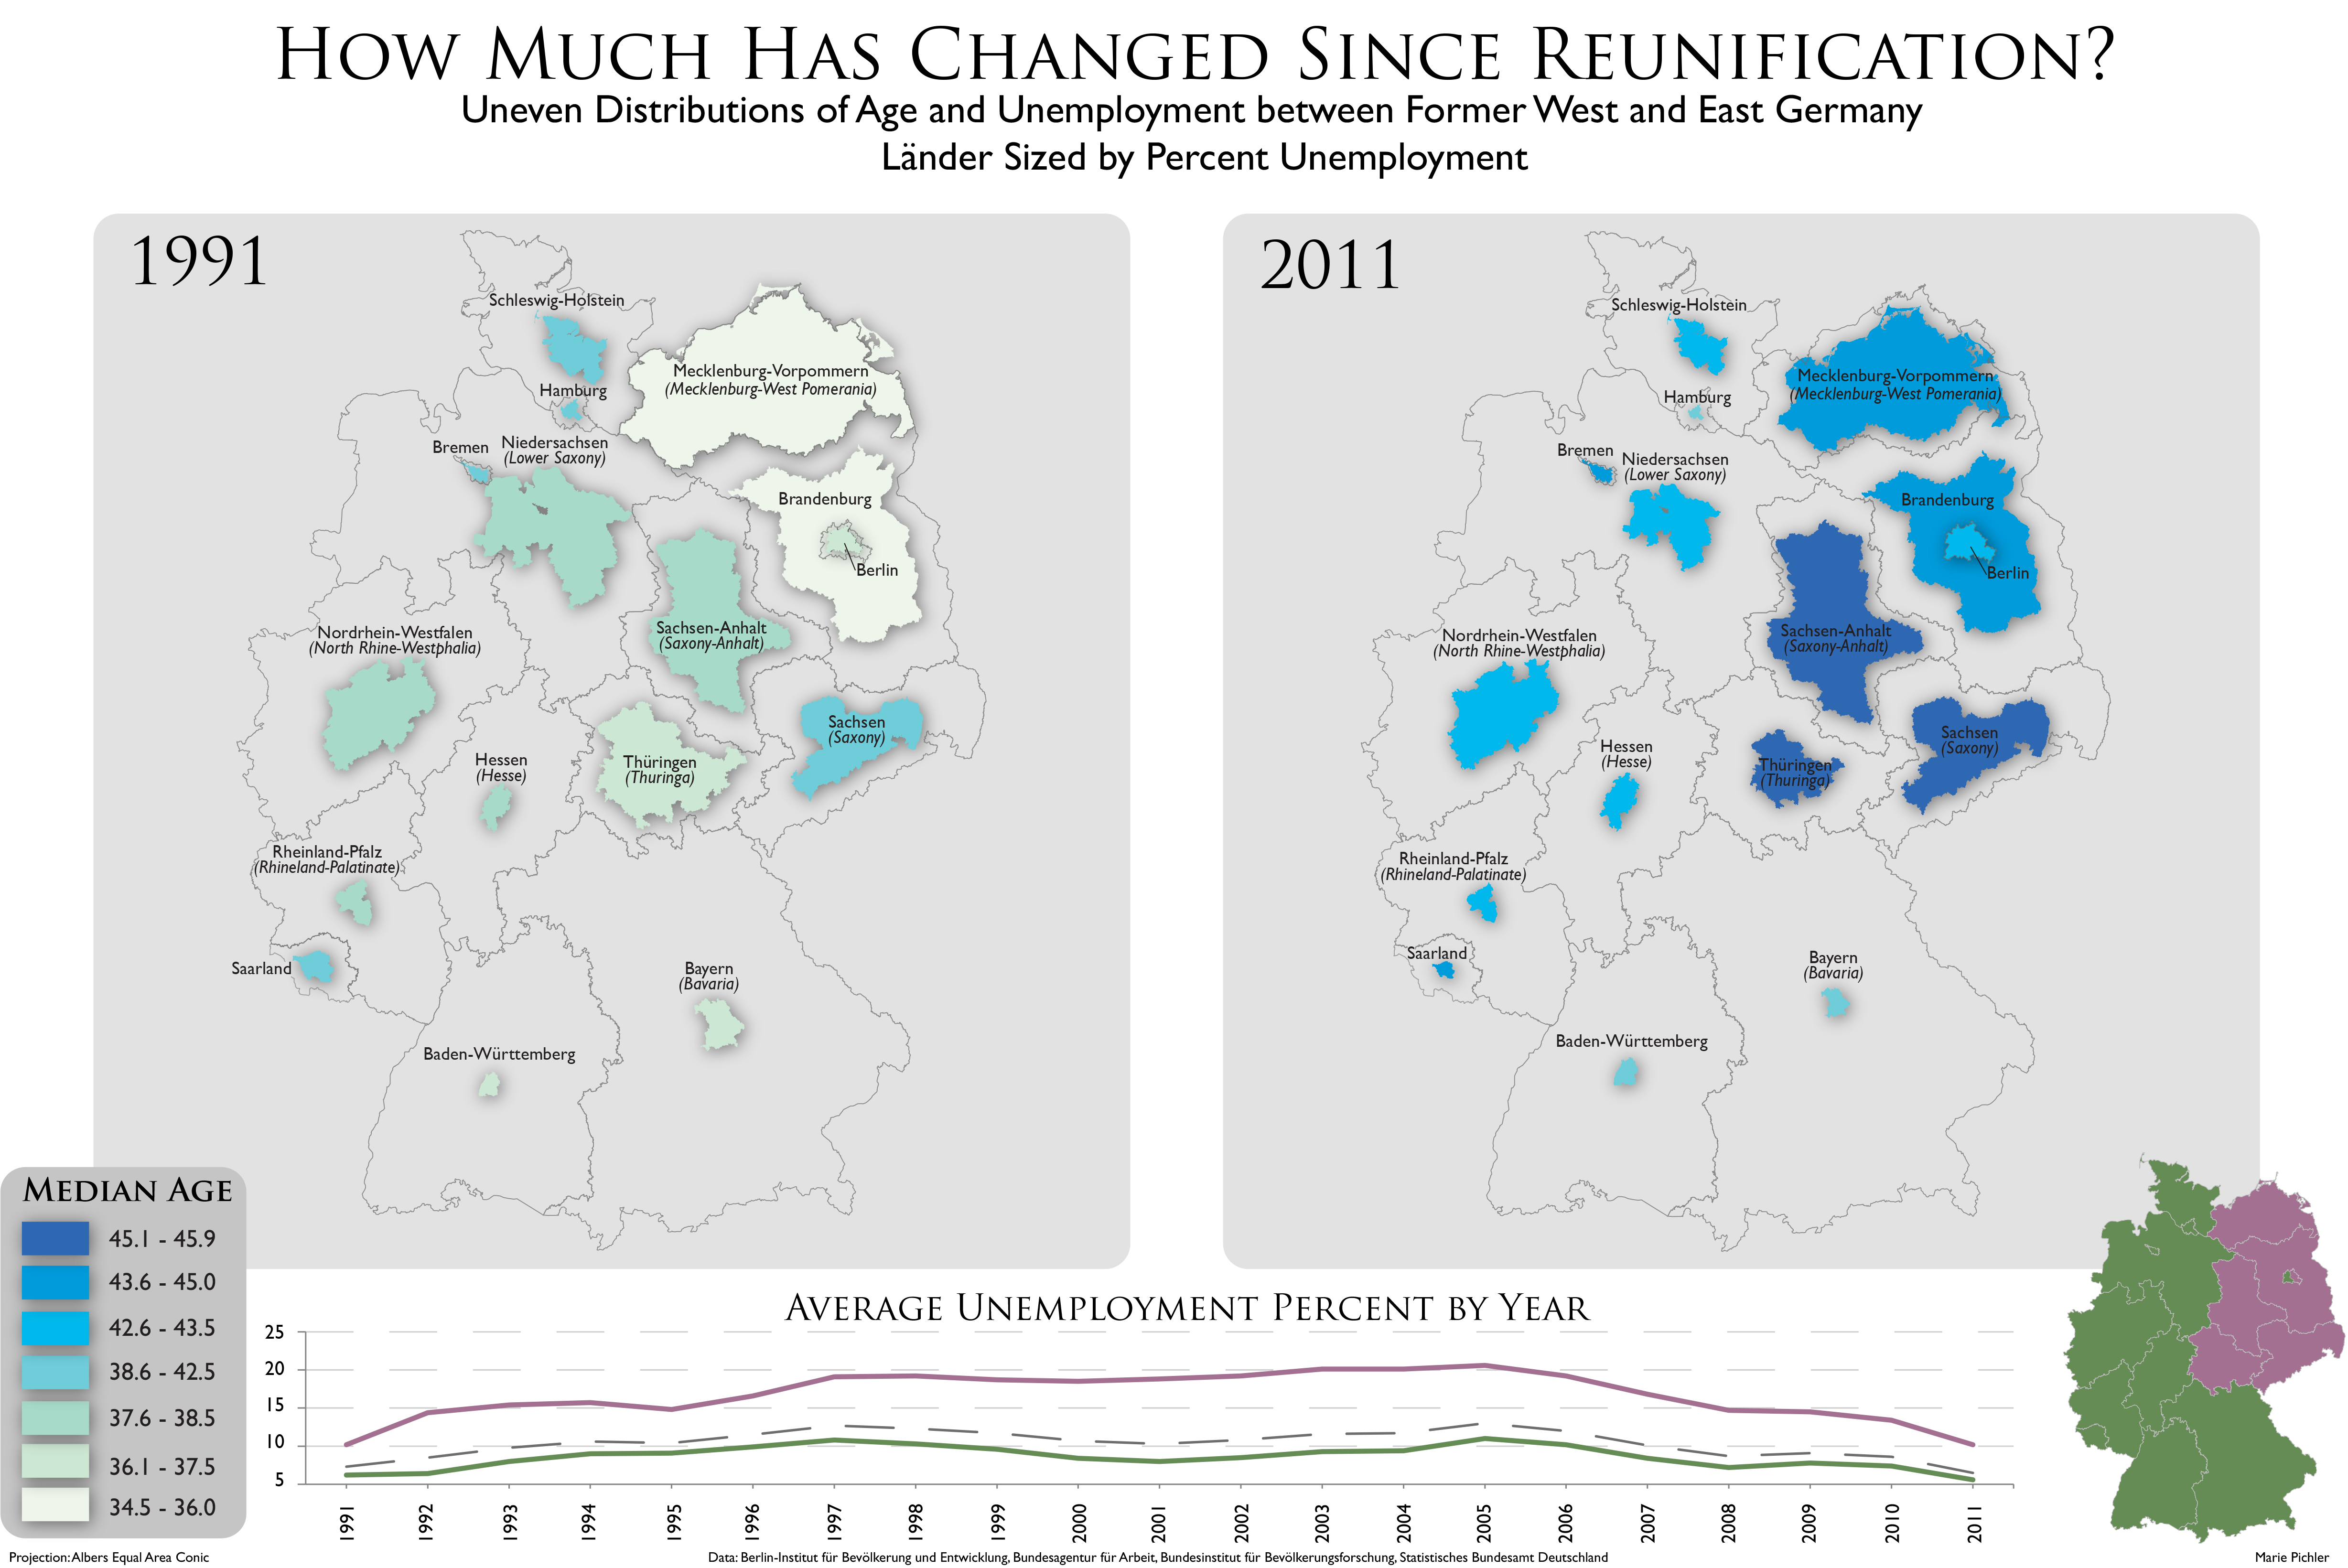 HOW MUCH HAS CHANGED SINCE REUNIFICATION?
Uneven Distributions of Age and Unemployment between Former West and East Germany
Länder Sized by Percent Unemployment
1991
Schleswig-Holstein
Hamburg
Mecklenburg-Vorpommern
(Mecklenburg-West Pomerania)
Bremen
Niedersachsen
(Lower Saxony)
Brandenburg
Berlin
Nordrhein-Westfalen
(North Rhine-Westphalia)
Sachsen-Anhalt
(Saxony-Anhalt)
Sachsen
(Saxony)
Hessen
(Hesse)
Thüringen
(Thuringa)
Rheinland-Pfalz
(Rhineland-Palatinate)
Saarland
Bayern
(Bavaria)
Baden-Württemberg
2011
Schleswig-Holstein
Hamburg
Mecklenburg-Vorpommern
(Mecklenburg-West Pomerania)
Bremen
Niedersachsen
(Lower Saxony)
Brandenburg
Berlin
Nordrhein-Westfalen
(North Rhine-Westphalia)
Sachsen-Anhalt
(Saxony-Anhalt)
Sachsen
(Saxony)
Hessen
(Hesse)
Thüringen
(Thuringa)
Rheinland-Pfalz
(Rhineland-Palatinate)
Saarland
Bayern
(Bavaria)
Baden-Württemberg
MEDIAN AGE
45.1 - 45.9
43.6 - 45.0
42.6 - 43.5
38.6 - 42.5
37.6 - 38.5
36.1 - 37.5
34.5 - 36.0
AVERAGE UNEMPLOYMENT PERCENT BY YEAR
25
20
15
10
5
1991
1992
1993
1994
1995
1996
1997
1998
1999
2000
2001
2002
2003
2004
2005
2006
2007
2008
2009
2010
2011
Projection: Albers Equal Area Conic
Data: Berlin-Institut für Bevölkerung und Entwicklung, Bundesagentur für Arbeit, Bundesinstitut für Bevölkerungsforschung, Statistisches Bundesamt Deutschland
Marie Pichler